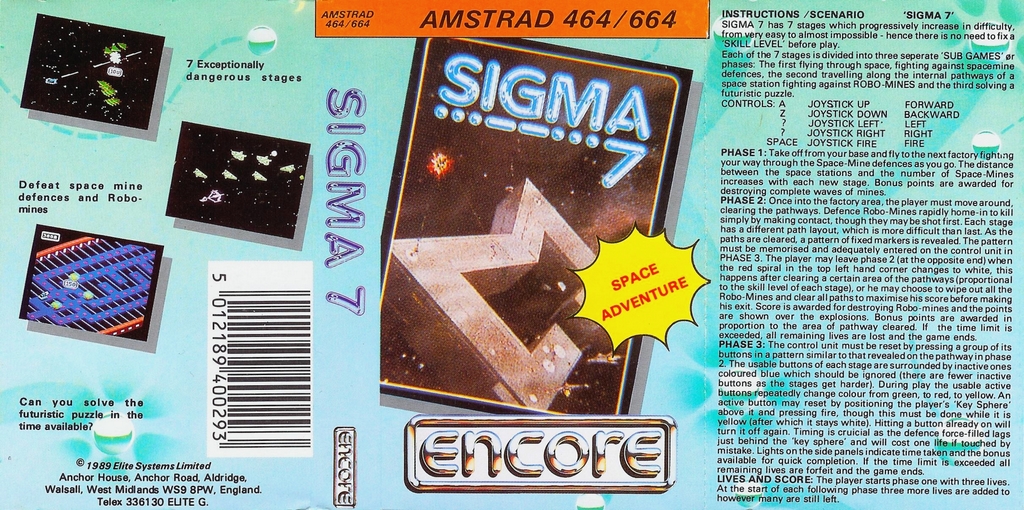 7 Exceptionally
dangerous stages
Defeat space mine
defences and Robo-
mines
Can you solve the
futuristic puzzle in the
time available?
5 012189 400293
© 1989 Elite Systems Limited
Anchor House, Anchor Road, Aldridge,
Walsall, West Midlands WS9 8PW, England.
Telex 336130 ELITE G.
AMSTRAD
464/664
SIGMA 7
ENCORE
AMSTRAD 464/664
SIGMA
7
SPACE
ADVENTURE
ENCORE
INSTRUCTIONS /SCENARIO 'SIGMA 7'
SIGMA 7 has 7 stages which progressively increase in difficulty,
from very easy to almost impossible - hence there is no need to fix a
'SKILL LEVEL' before play.
Each of the 7 stages is divided into three seperate 'SUB GAMES' or
phases: The first flying through space, fighting against spacemine
defences, the second travelling along the internal pathways of a
space station fighting against ROBO-MINES and the third solving a
futuristic puzzle.
CONTROLS: A JOYSTICK UP FORWARD
Z JOYSTICK DOWN BACKWARD
? JOYSTICK LEFT LEFT
? JOYSTICK RIGHT RIGHT
SPACE JOYSTICK FIRE FIRE
PHASE 1: Take off from your base and fly to the next factory fighting
your way through the Space-Mine defences as you go. The distance
between the space stations and the number of Space-Mines
increases with each new stage. Bonus points are awarded for
destroying complete waves of mines.
PHASE 2: Once into the factory area, the player must move around,
clearing the pathways. Defence Robo-Mines rapidly home-in to kill
simply by making contact, though they may be shot first. Each stage
has a different path layout, which is more difficult than last. As the
paths are cleared, a pattern of fixed markers is revealed. The pattern
must be memorised and adequately entered on the control unit in
PHASE 3. The player may leave phase 2 (at the opposite end) when
the red spiral in the top left hand corner changes to white, this
happens after clearing a certain area of the pathways (proportional
to the skill level of each stage), or he may choose to wipe out all the
Robo-Mines and clear all paths to maximise his score before making
his exit. Score is awarded for destroying Robo-mines and the points
are shown over the explosions. Bonus points are awarded in
proportion to the area of pathway cleared. If the time limit is
exceeded, all remaining lives are lost and the game ends.
PHASE 3: The control unit must be reset by pressing a group of its
buttons in a pattern similar to that revealed on the pathway in phase
2. The usable buttons of each stage are surrounded by inactive ones
coloured blue which should be ignored (there are fewer inactive
buttons as the stages get harder). During play the usable active
buttons repeatedly change colour from green, to red, to yellow. An
active button may reset by positioning the player's 'Key Sphere'
above it and pressing fire, though this must be done while it is
yellow (after which it stays white). Hitting a button already on will
turn it off again. Timing is cruicial as the defence force-filled lags
just behind the 'key sphere' and will cost one life if touched by
mistake. Lights on the side panels indicate time taken and the bonus
available for quick completion. If the time limit is exceeded all
remaining lives are forfeit and the game ends.
LIVES AND SCORE: The player starts phase one with three lives.
At the start of each following phase three more lives are added to
however many are still left.